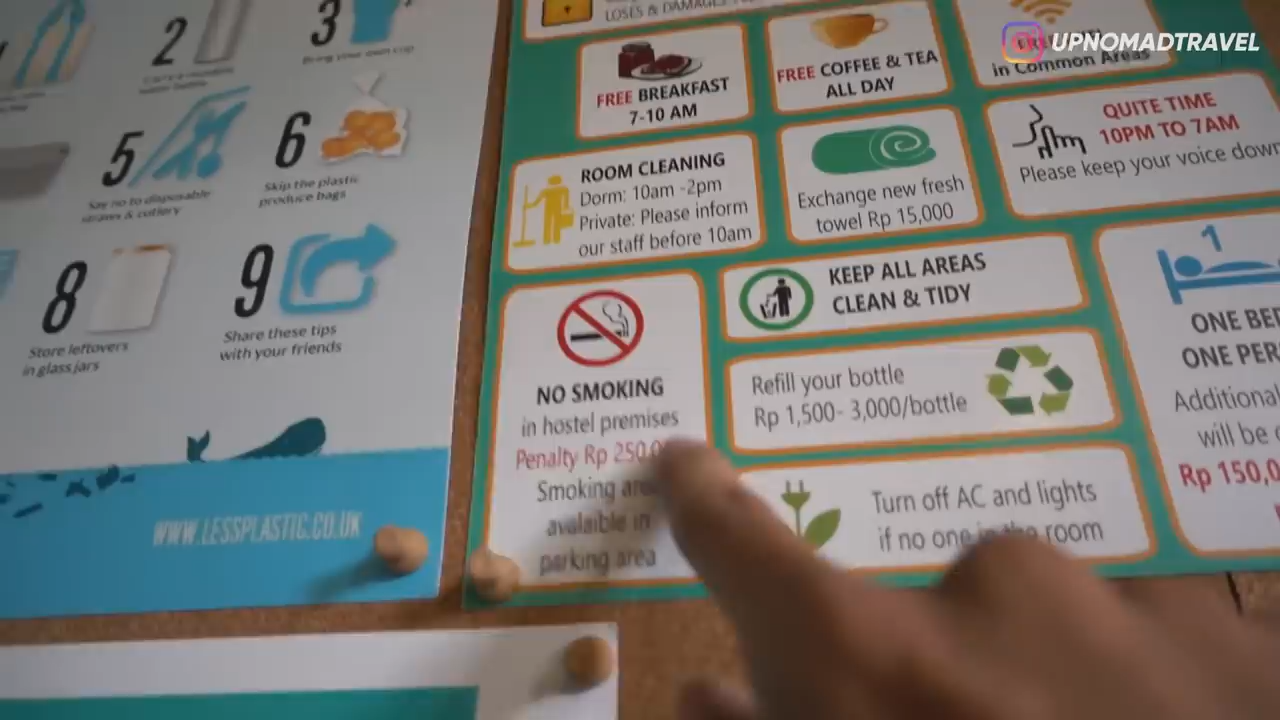 UPNOMADTRAVEL
2
3
Bring your own cup
5
Say no to disposable
straws & cutlery
6
Skip the plastic
produce bags
8
Store leftovers
in glass jars
9
Share these tips
with your friends
WWW.LESSPLASTIC.CO.UK
LOSES & DAMAGES
FREE BREAKFAST
7-10 AM
FREE COFFEE & TEA
ALL DAY
in Common Areas
ROOM CLEANING
Dorm: 10am -2pm
Private: Please inform
our staff before 10am
Exchange new fresh
towel Rp 15,000
QUITE TIME
10PM TO 7AM
Please keep your voice down
NO SMOKING
in hostel premises
Penalty Rp 250,0
Smoking area
avalaible in
parking area
KEEP ALL AREAS
CLEAN & TIDY
Refill your bottle
Rp 1,500- 3,000/bottle
Turn off AC and lights
if no one in the room
1
ONE BED
ONE PER
Additional
will be
Rp 150,0